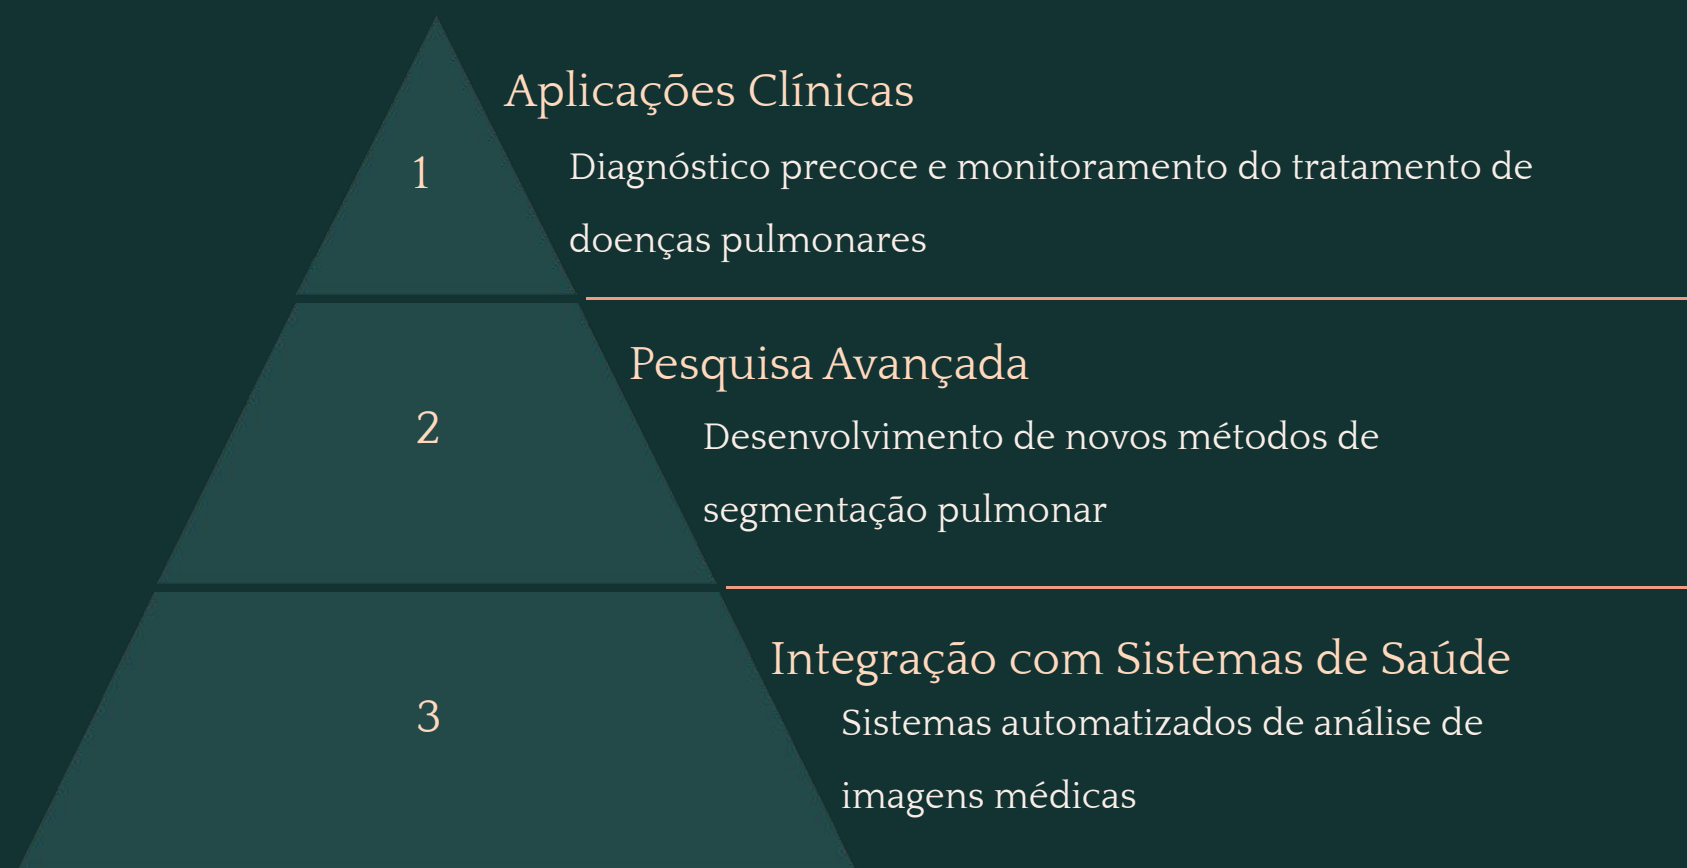 Aplicações Clínicas
1
Diagnóstico precoce e monitoramento do tratamento de
doenças pulmonares
Pesquisa Avançada
2
Desenvolvimento de novos métodos de
segmentação pulmonar
Integração com Sistemas de Saúde
3
Sistemas automatizados de análise de
imagens médicas